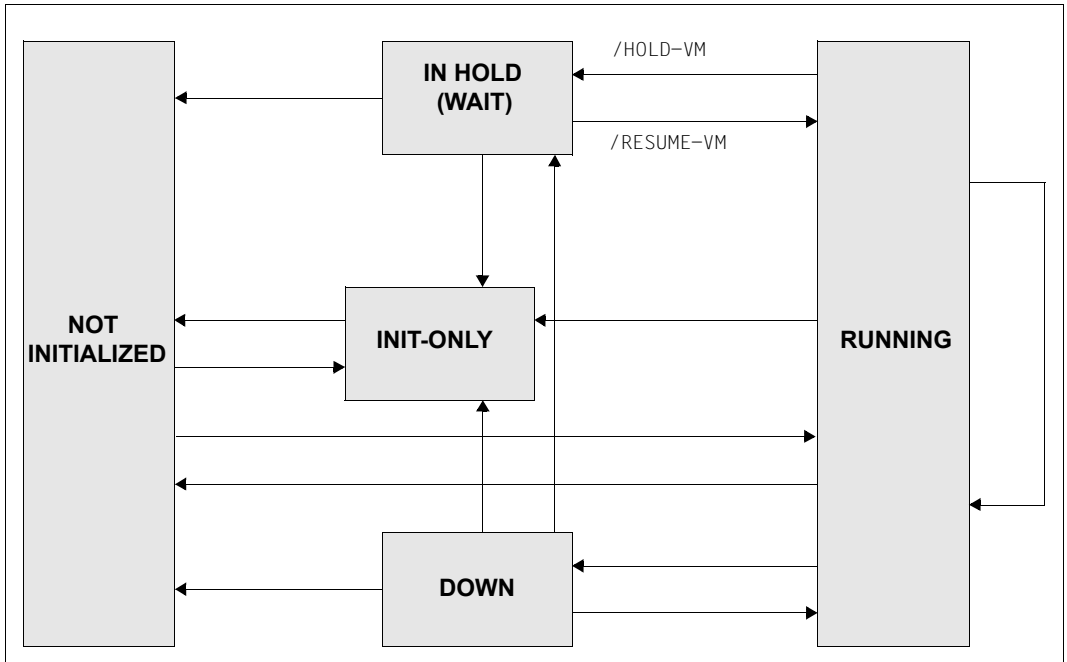 /HOLD–VM
IN HOLD
(WAIT)
/RESUME–VM
NOT
INITIALIZED
INIT-ONLY
RUNNING
DOWN